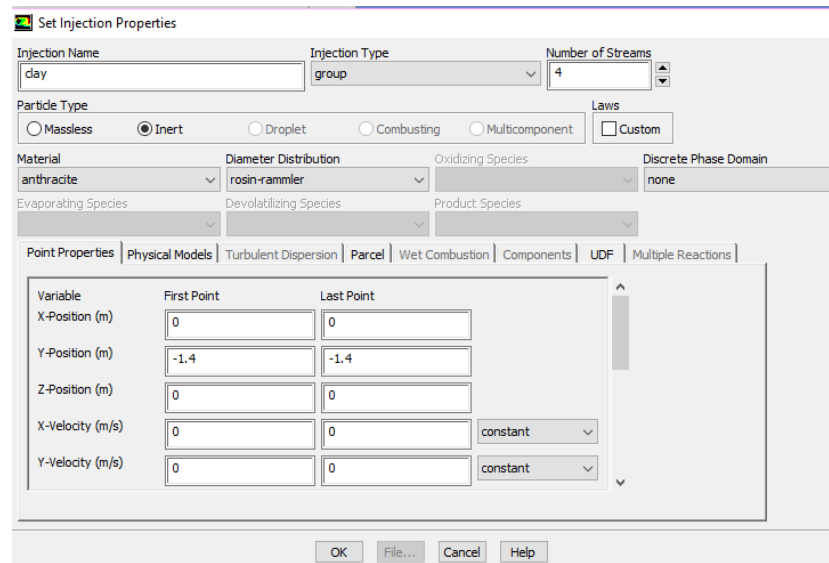 Set Injection Properties
Injection Name Injection Type Number of Streams
clay group 4
Particle Type Laws
Massless Inert Droplet Combusting Multicomponent Custom
Material Diameter Distribution Oxidizing Species Discrete Phase Domain
anthracite rosin-rammler none
Evaporating Species Devolatilizing Species Product Species
Point Properties Physical Models Turbulent Dispersion Parcel Wet Combustion Components UDF Multiple Reactions
Variable First Point Last Point
X-Position (m) 0 0
Y-Position (m) -1.4 -1.4
Z-Position (m) 0 0
X-Velocity (m/s) 0 0 constant
Y-Velocity (m/s) 0 0 constant
OK File... Cancel Help